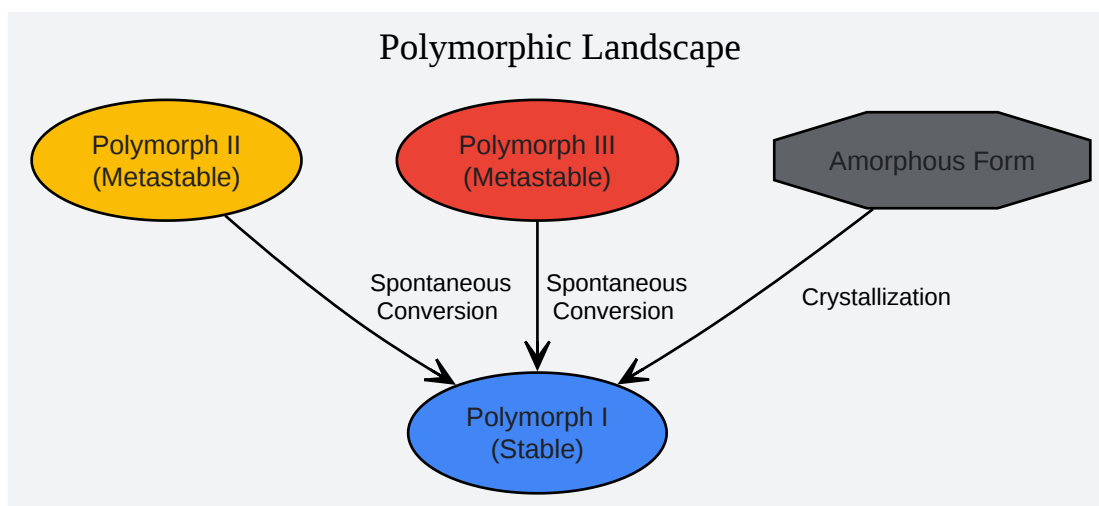 Polymorphic Landscape
Polymorph II
(Metastable)
Polymorph III
(Metastable)
Amorphous Form
Spontaneous
Conversion
Spontaneous
Conversion
Crystallization
Polymorph I
(Stable)